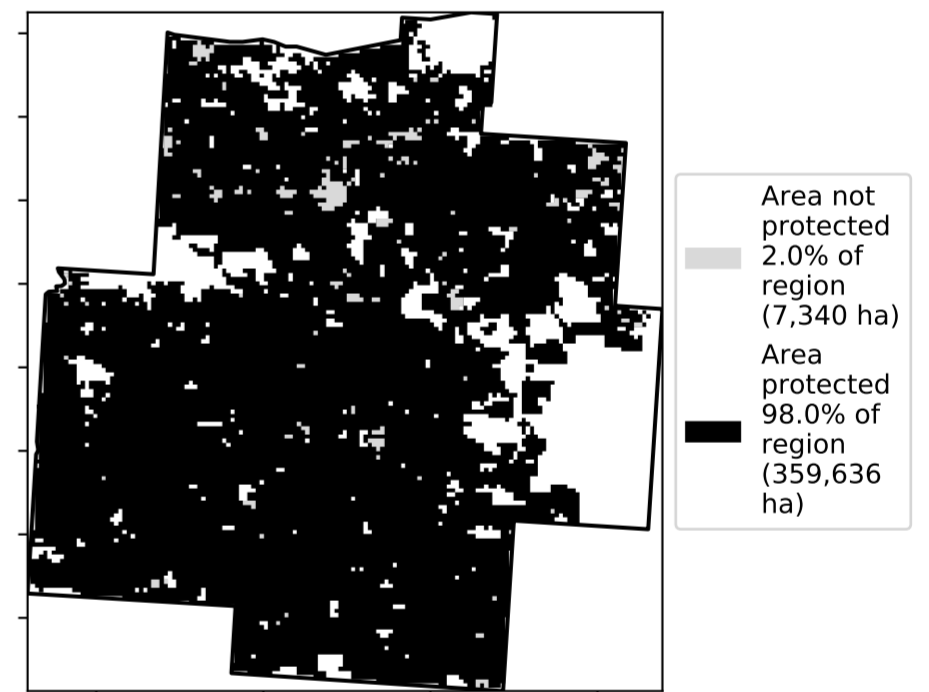 Area not
protected
2.0% of
region
(7,340 ha)
Area
protected
98.0% of
region
(359,636
ha)